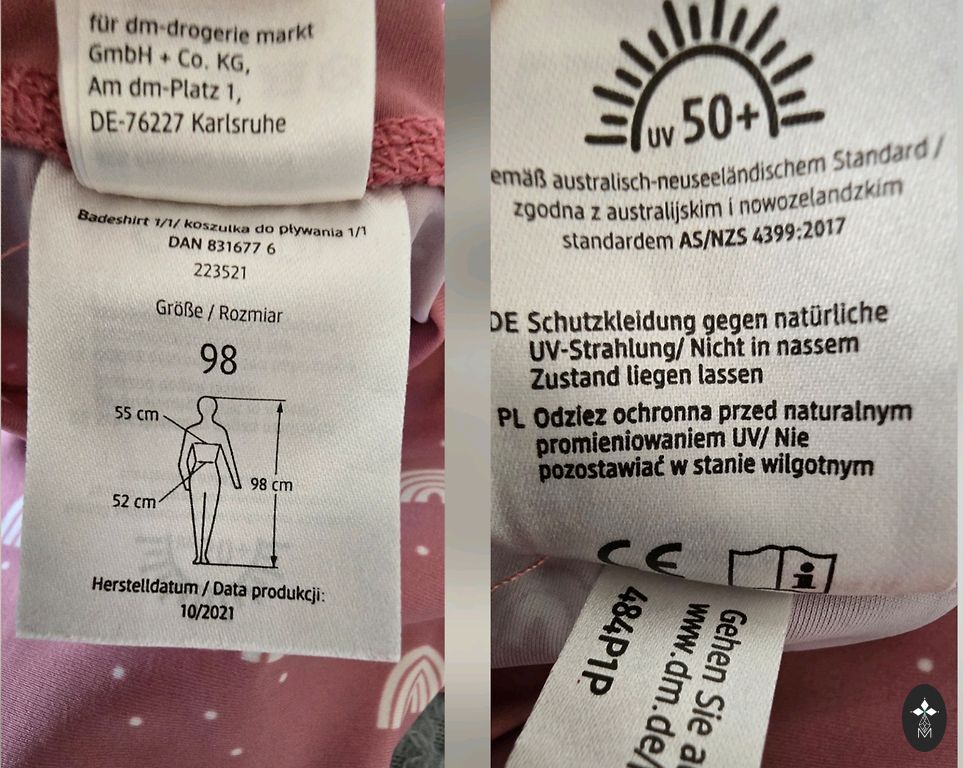 für dm-drogerie markt
GmbH + Co. KG,
Am dm-Platz 1,
DE-76227 Karlsruhe
Badeshirt 1/1/ koszulka do pływania 1/1
DAN 831677 6
223521
Größe / Rozmiar
98
55 cm
98 cm
52 cm
Herstelldatum / Data produkcji:
10/2021
UV 50+
emäß australisch-neuseeländischem Standard /
zgodna z australijskim i nowozelandzkim
standardem AS/NZS 4399:2017
DE Schutzkleidung gegen natürliche
UV-Strahlung/ Nicht in nassem
Zustand liegen lassen
PL Odziez ochronna przed naturalnym
promieniowaniem UV/ Nie
pozostawiać w stanie wilgotnym
CE
i
Gehen Sie a
www.dm.de/
484P1P
M